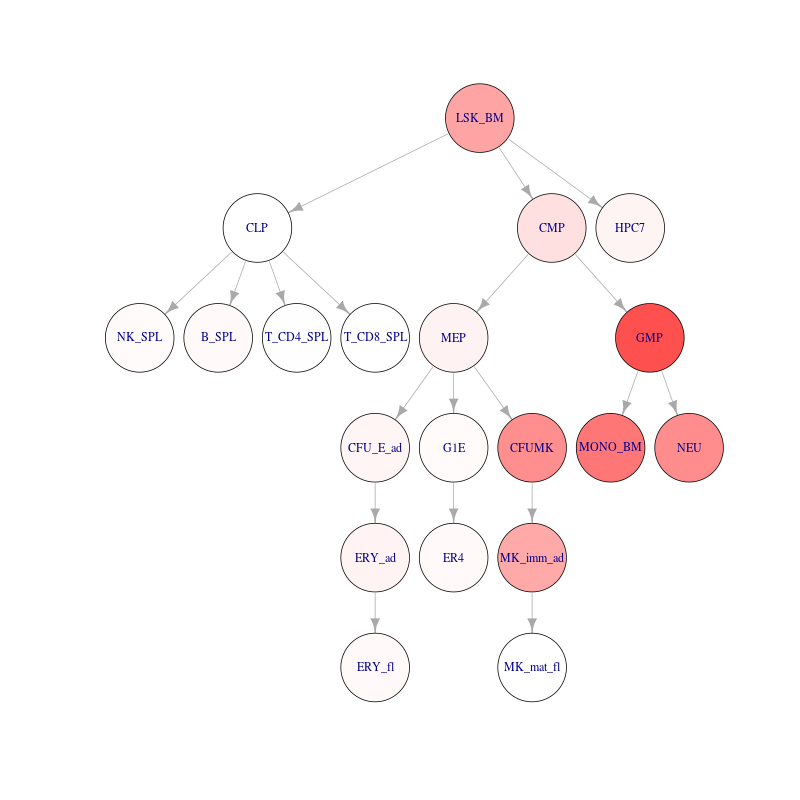 LSK_BM
CLP
CMP
HPC7
NK_SPL
B_SPL
T_CD4_SPL
T_CD8_SPL
MEP
GMP
CFU_E_ad
G1E
CFUMK
MONO_BM
NEU
ERY_ad
ER4
MK_imm_ad
ERY_fl
MK_mat_fl